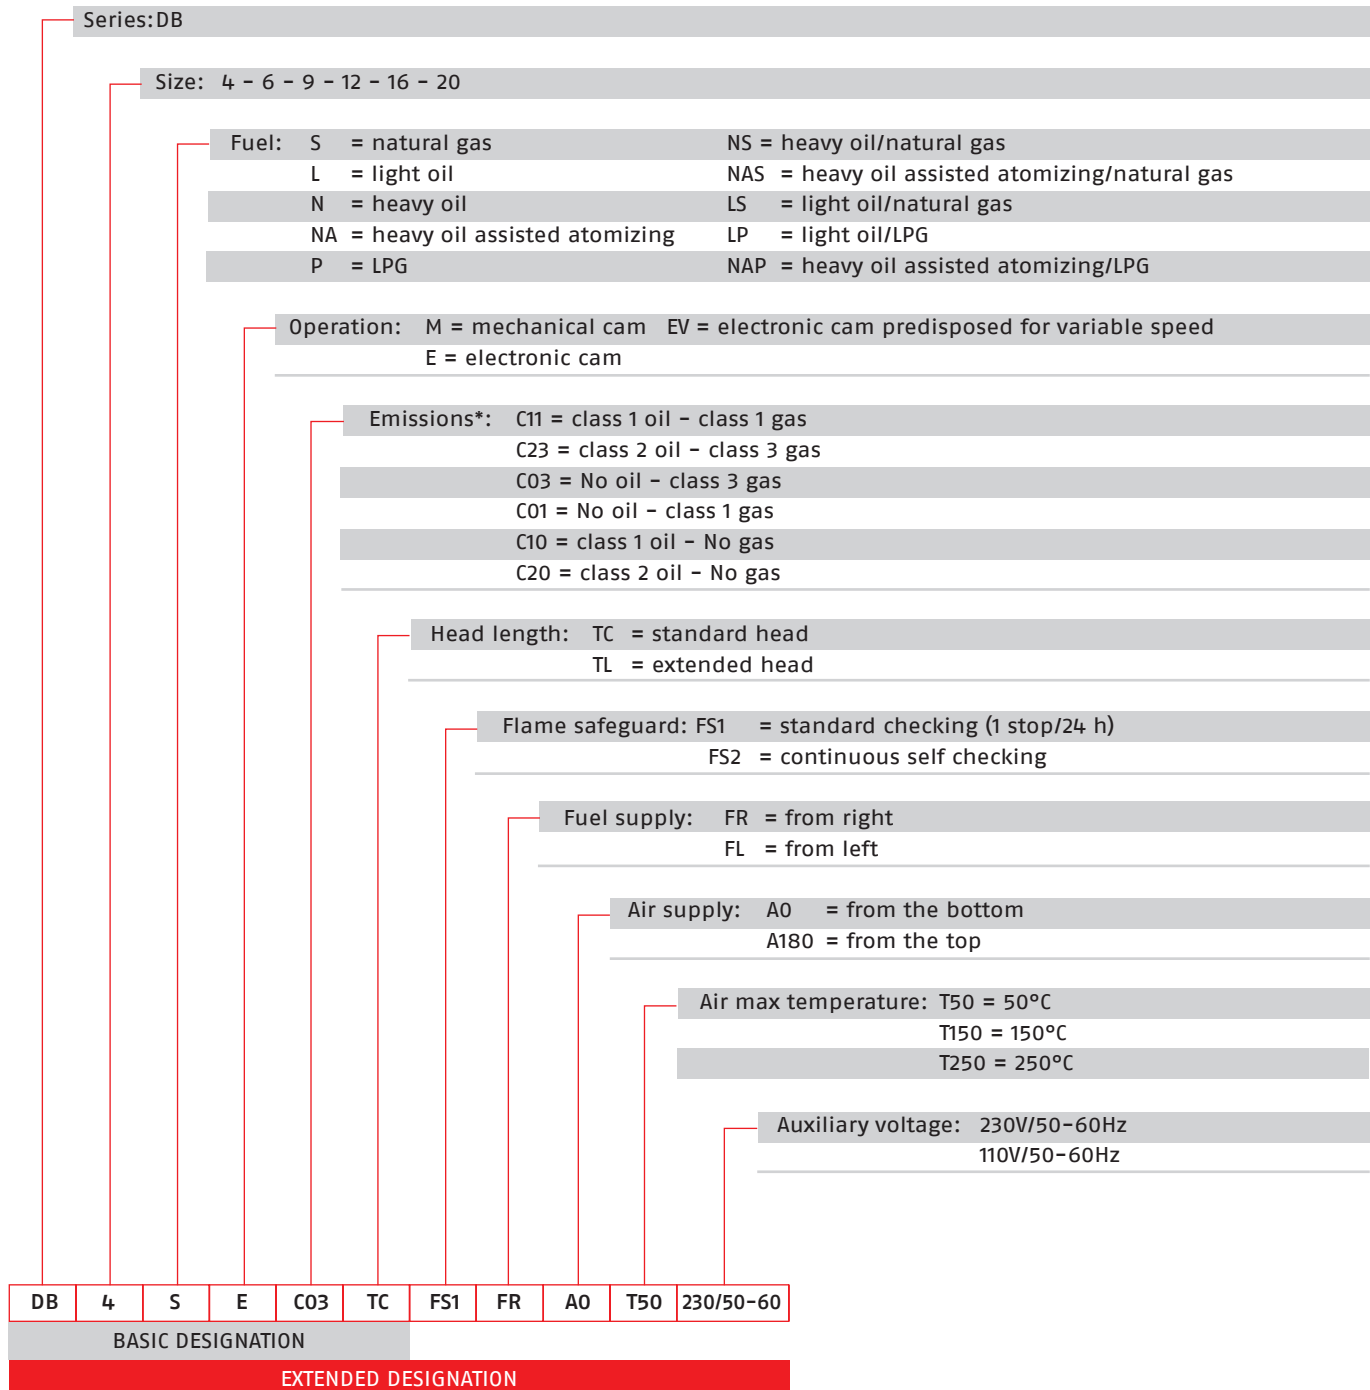 Series:DB
Size: 4 - 6 - 9 - 12 - 16 - 20
Fuel: S = natural gas NS = heavy oil/natural gas
L = light oil NAS = heavy oil assisted atomizing/natural gas
N = heavy oil LS = light oil/natural gas
NA = heavy oil assisted atomizing LP = light oil/LPG
P = LPG NAP = heavy oil assisted atomizing/LPG
Operation: M = mechanical cam EV = electronic cam predisposed for variable speed
E = electronic cam
Emissions*: C11 = class 1 oil - class 1 gas
C23 = class 2 oil - class 3 gas
C03 = No oil - class 3 gas
C01 = No oil - class 1 gas
C10 = class 1 oil - No gas
C20 = class 2 oil - No gas
Head length: TC = standard head
TL = extended head
Flame safeguard: FS1 = standard checking (1 stop/24 h)
FS2 = continuous self checking
Fuel supply: FR = from right
FL = from left
Air supply: A0 = from the bottom
A180 = from the top
Air max temperature: T50 = 50°C
T150 = 150°C
T250 = 250°C
Auxiliary voltage: 230V/50-60Hz
110V/50-60Hz
DB 4 S E C03 TC FS1 FR A0 T50 230/50-60
BASIC DESIGNATION
EXTENDED DESIGNATION